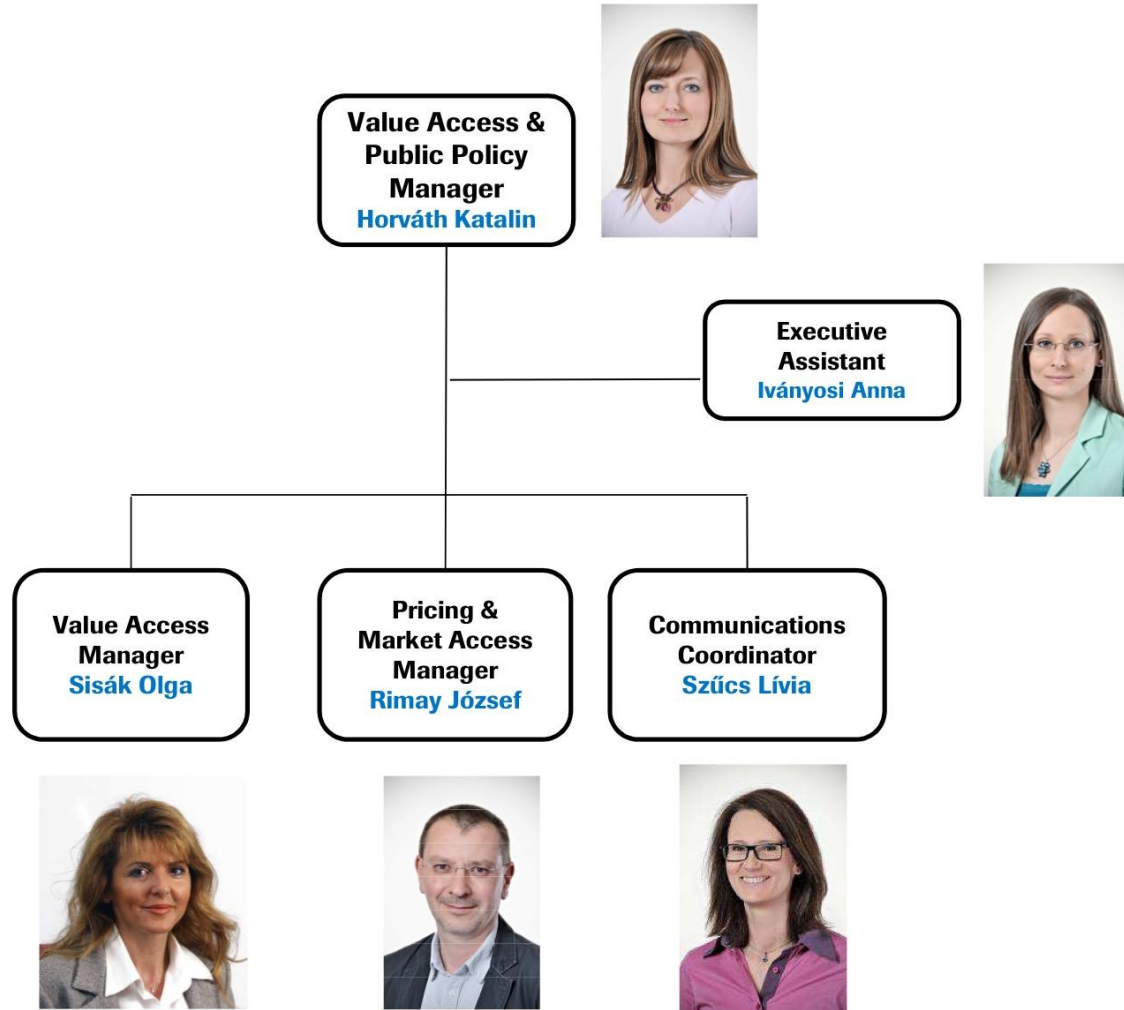 Value Access &
Public Policy
Manager
Horváth Katalin
Executive
Assistant
Iványosi Anna
Value Access
Manager
Sisák Olga
Pricing &
Market Access
Manager
Rimay József
Communications
Coordinator
Szűcs Lívia